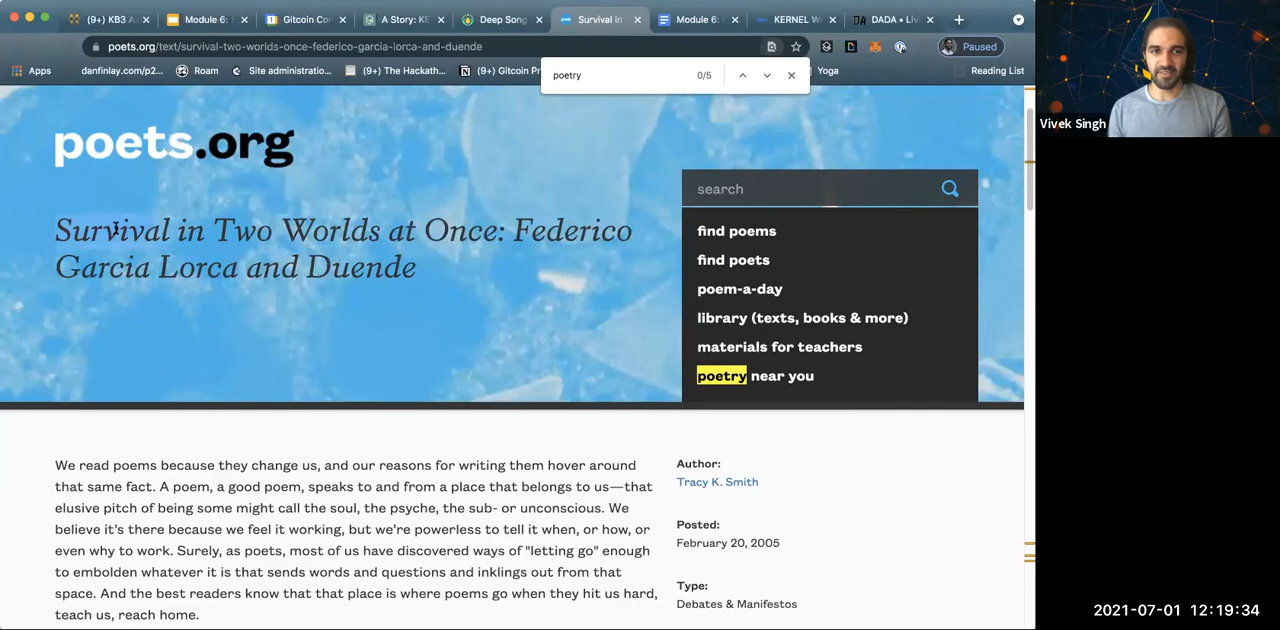 (9+) KB3 A
Module 6:
Gitcoin Co
A Story: KE
Deep Song
Survival in
Module 6:
KERNEL W
DADA • Liv
poets.org/text/survival-two-worlds-once-federico-garcia-lorca-and-duende
Paused
Apps
danfinlay.com/p2...
Roam
Site administratio...
(9+) The Hackath...
(9+) Gitcoin Pr
Yoga
Reading List
poetry
0/5
poets.org
search
Survival in Two Worlds at Once: Federico
Garcia Lorca and Duende
find poems
find poets
poem-a-day
library (texts, books & more)
materials for teachers
poetry near you
We read poems because they change us, and our reasons for writing them hover around
that same fact. A poem, a good poem, speaks to and from a place that belongs to us—that
elusive pitch of being some might call the soul, the psyche, the sub- or unconscious. We
believe it's there because we feel it working, but we're powerless to tell it when, or how, or
even why to work. Surely, as poets, most of us have discovered ways of "letting go" enough
to embolden whatever it is that sends words and questions and inklings out from that
space. And the best readers know that that place is where poems go when they hit us hard,
teach us, reach home.
Author:
Tracy K. Smith
Posted:
February 20, 2005
Type:
Debates & Manifestos
Vivek Singh
2021-07-01 12:19:34